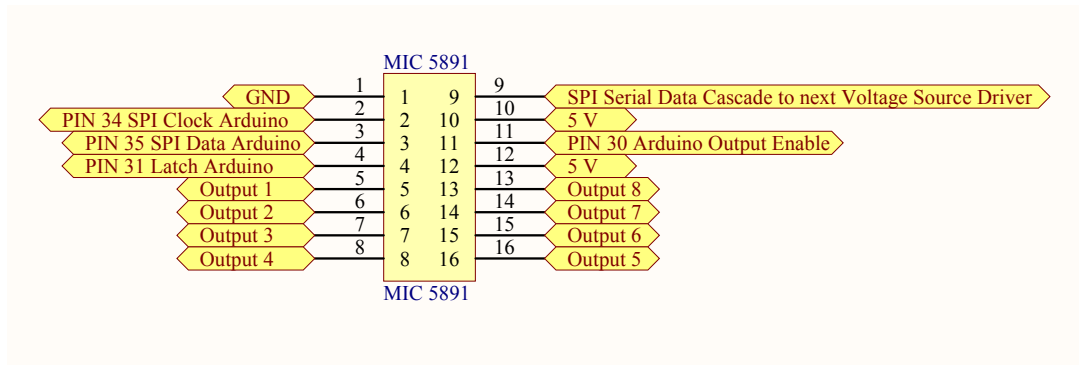 MIC 5891
GND 1 1 9 9 SPI Serial Data Cascade to next Voltage Source Driver
PIN 34 SPI Clock Arduino 2 2 10 10 5 V
PIN 35 SPI Data Arduino 3 3 11 11 PIN 30 Arduino Output Enable
PIN 31 Latch Arduino 4 4 12 12 5 V
Output 1 5 5 13 13 Output 8
Output 2 6 6 14 14 Output 7
Output 3 7 7 15 15 Output 6
Output 4 8 8 16 16 Output 5
MIC 5891